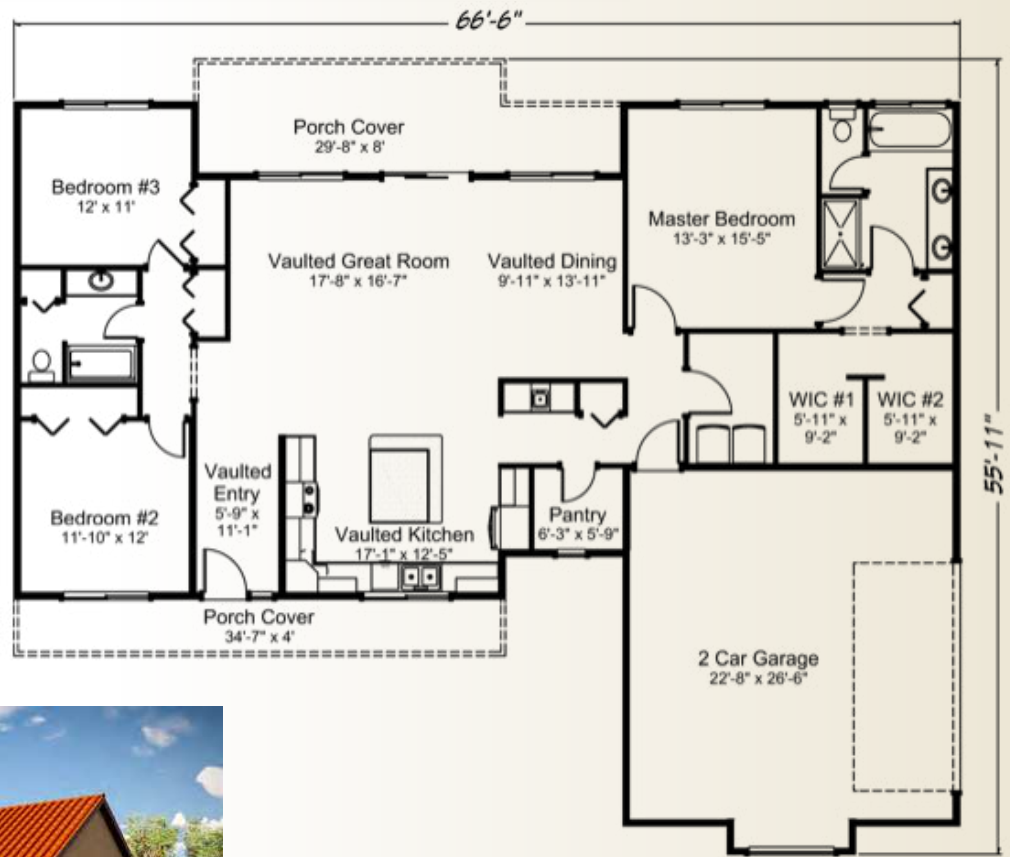 66'-6"
Porch Cover
29'-8" x 8'
Bedroom #3
12' x 11'
Master Bedroom
13'-3" x 15'-5"
Vaulted Great Room
17'-8" x 16'-7"
Vaulted Dining
9'-11" x 13'-11"
WIC #1
5'-11" x
9'-2"
WIC #2
5'-11" x
9'-2"
55'-11"
Vaulted
Entry
5'-9" x
11'-1"
Bedroom #2
11'-10" x 12'
Vaulted Kitchen
17'-1" x 12'-5"
Pantry
6'-3" x 5'-9"
Porch Cover
34'-7" x 4'
2 Car Garage
22'-8" x 26'-6"